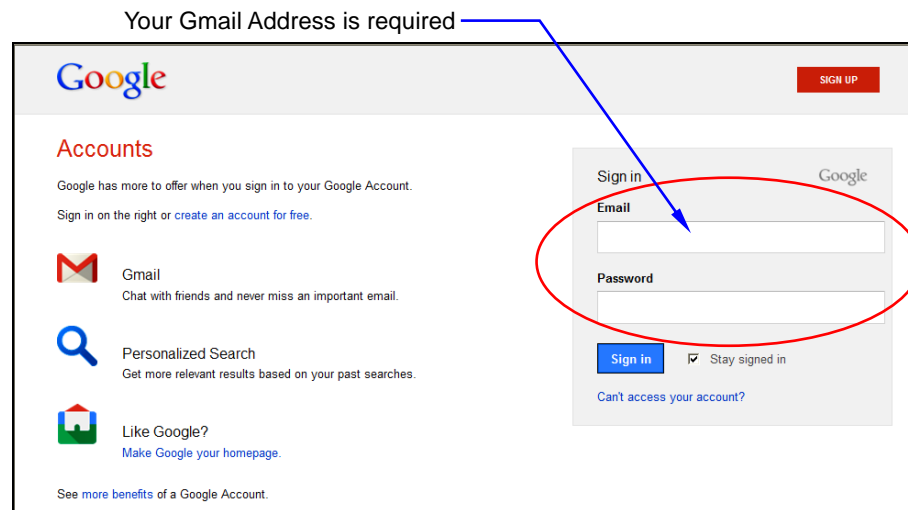 Your Gmail Address is required
Google
SIGN UP
Accounts
Google has more to offer when you sign in to your Google Account.
Sign in on the right or create an account for free.
Gmail
Chat with friends and never miss an important email.
Personalized Search
Get more relevant results based on your past searches.
Like Google?
Make Google your homepage.
See more benefits of a Google Account.
Sign in Google
Email
Password
Sign in Stay signed in
Can't access your account?